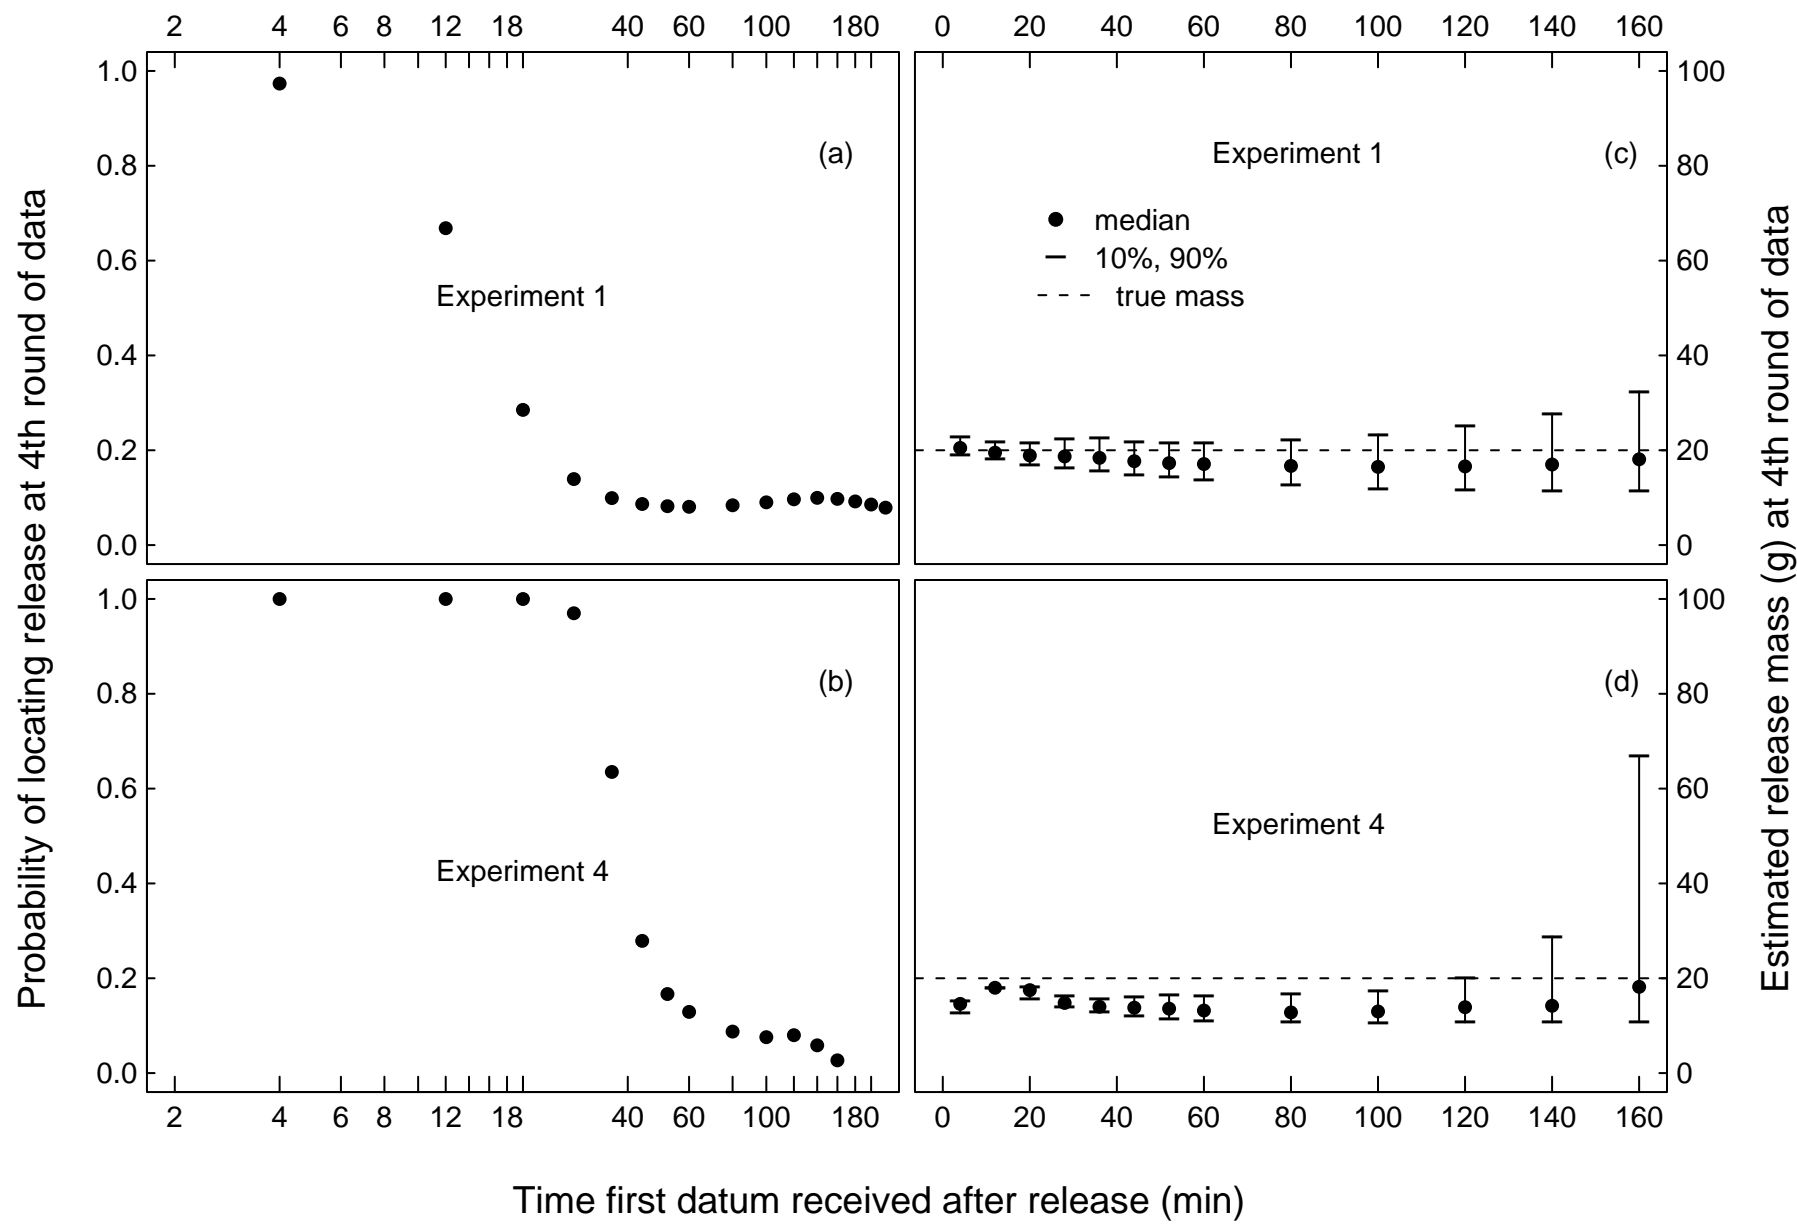 2 4 6 8 12 18 40 60 100 180
0 20 40 60 80 100 120 140 160
Probability of locating release at 4th round of data
1.0
0.8
0.6
0.4
0.2
0.0
(a)
Experiment 1
Experiment 1
(c)
median
10%, 90%
true mass
100
80
60
40
20
0
Estimated release mass (g) at 4th round of data
1.0
0.8
0.6
0.4
0.2
0.0
(b)
Experiment 4
(d)
Experiment 4
100
80
60
40
20
0
2 4 6 8 12 18 40 60 100 180
0 20 40 60 80 100 120 140 160
Time first datum received after release (min)